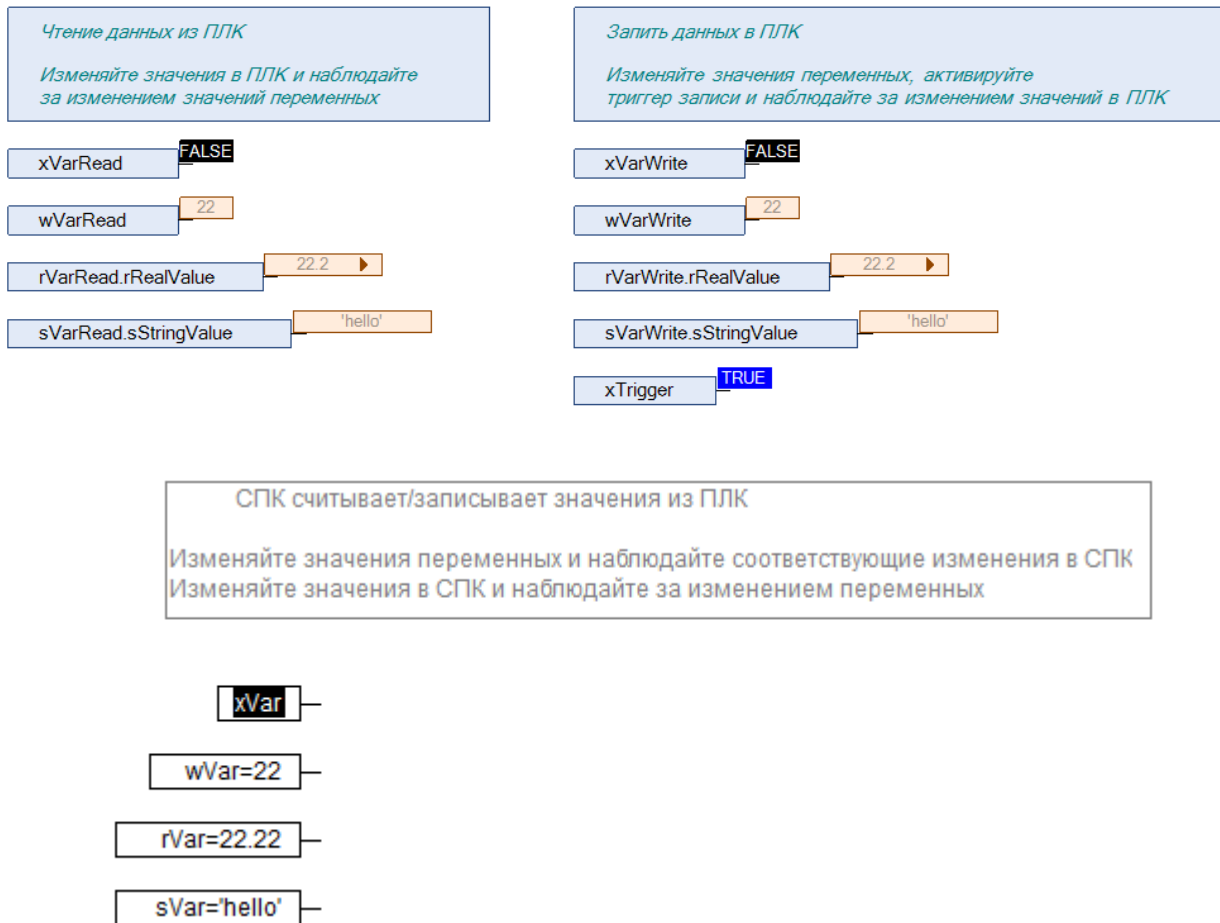 Чтение данных из ПЛК
Изменяйте значения в ПЛК и наблюдайте
за изменением значений переменных
xVarRead
FALSE
wVarRead
22
rVarRead.rRealValue
22.2
sVarRead.sStringValue
'hello'
Запить данных в ПЛК
Изменяйте значения переменных, активируйте
триггер записи и наблюдайте за изменением значений в ПЛК
xVarWrite
FALSE
wVarWrite
22
rVarWrite.rRealValue
22.2
sVarWrite.sStringValue
'hello'
xTrigger
TRUE
СПК считывает/записывает значения из ПЛК
Изменяйте значения переменных и наблюдайте соответствующие изменения в СПК
Изменяйте значения в СПК и наблюдайте за изменением переменных
xVar
wVar=22
rVar=22.22
sVar='hello'